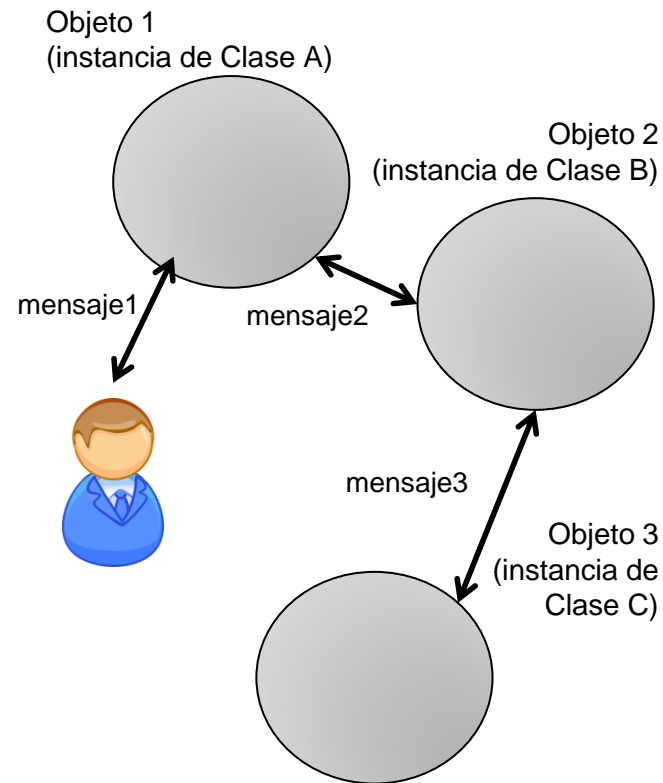 Objeto 1
(instancia de Clase A)
Objeto 2
(instancia de Clase B)
mensaje1
mensaje2
mensaje3
Objeto 3
(instancia de
Clase C)